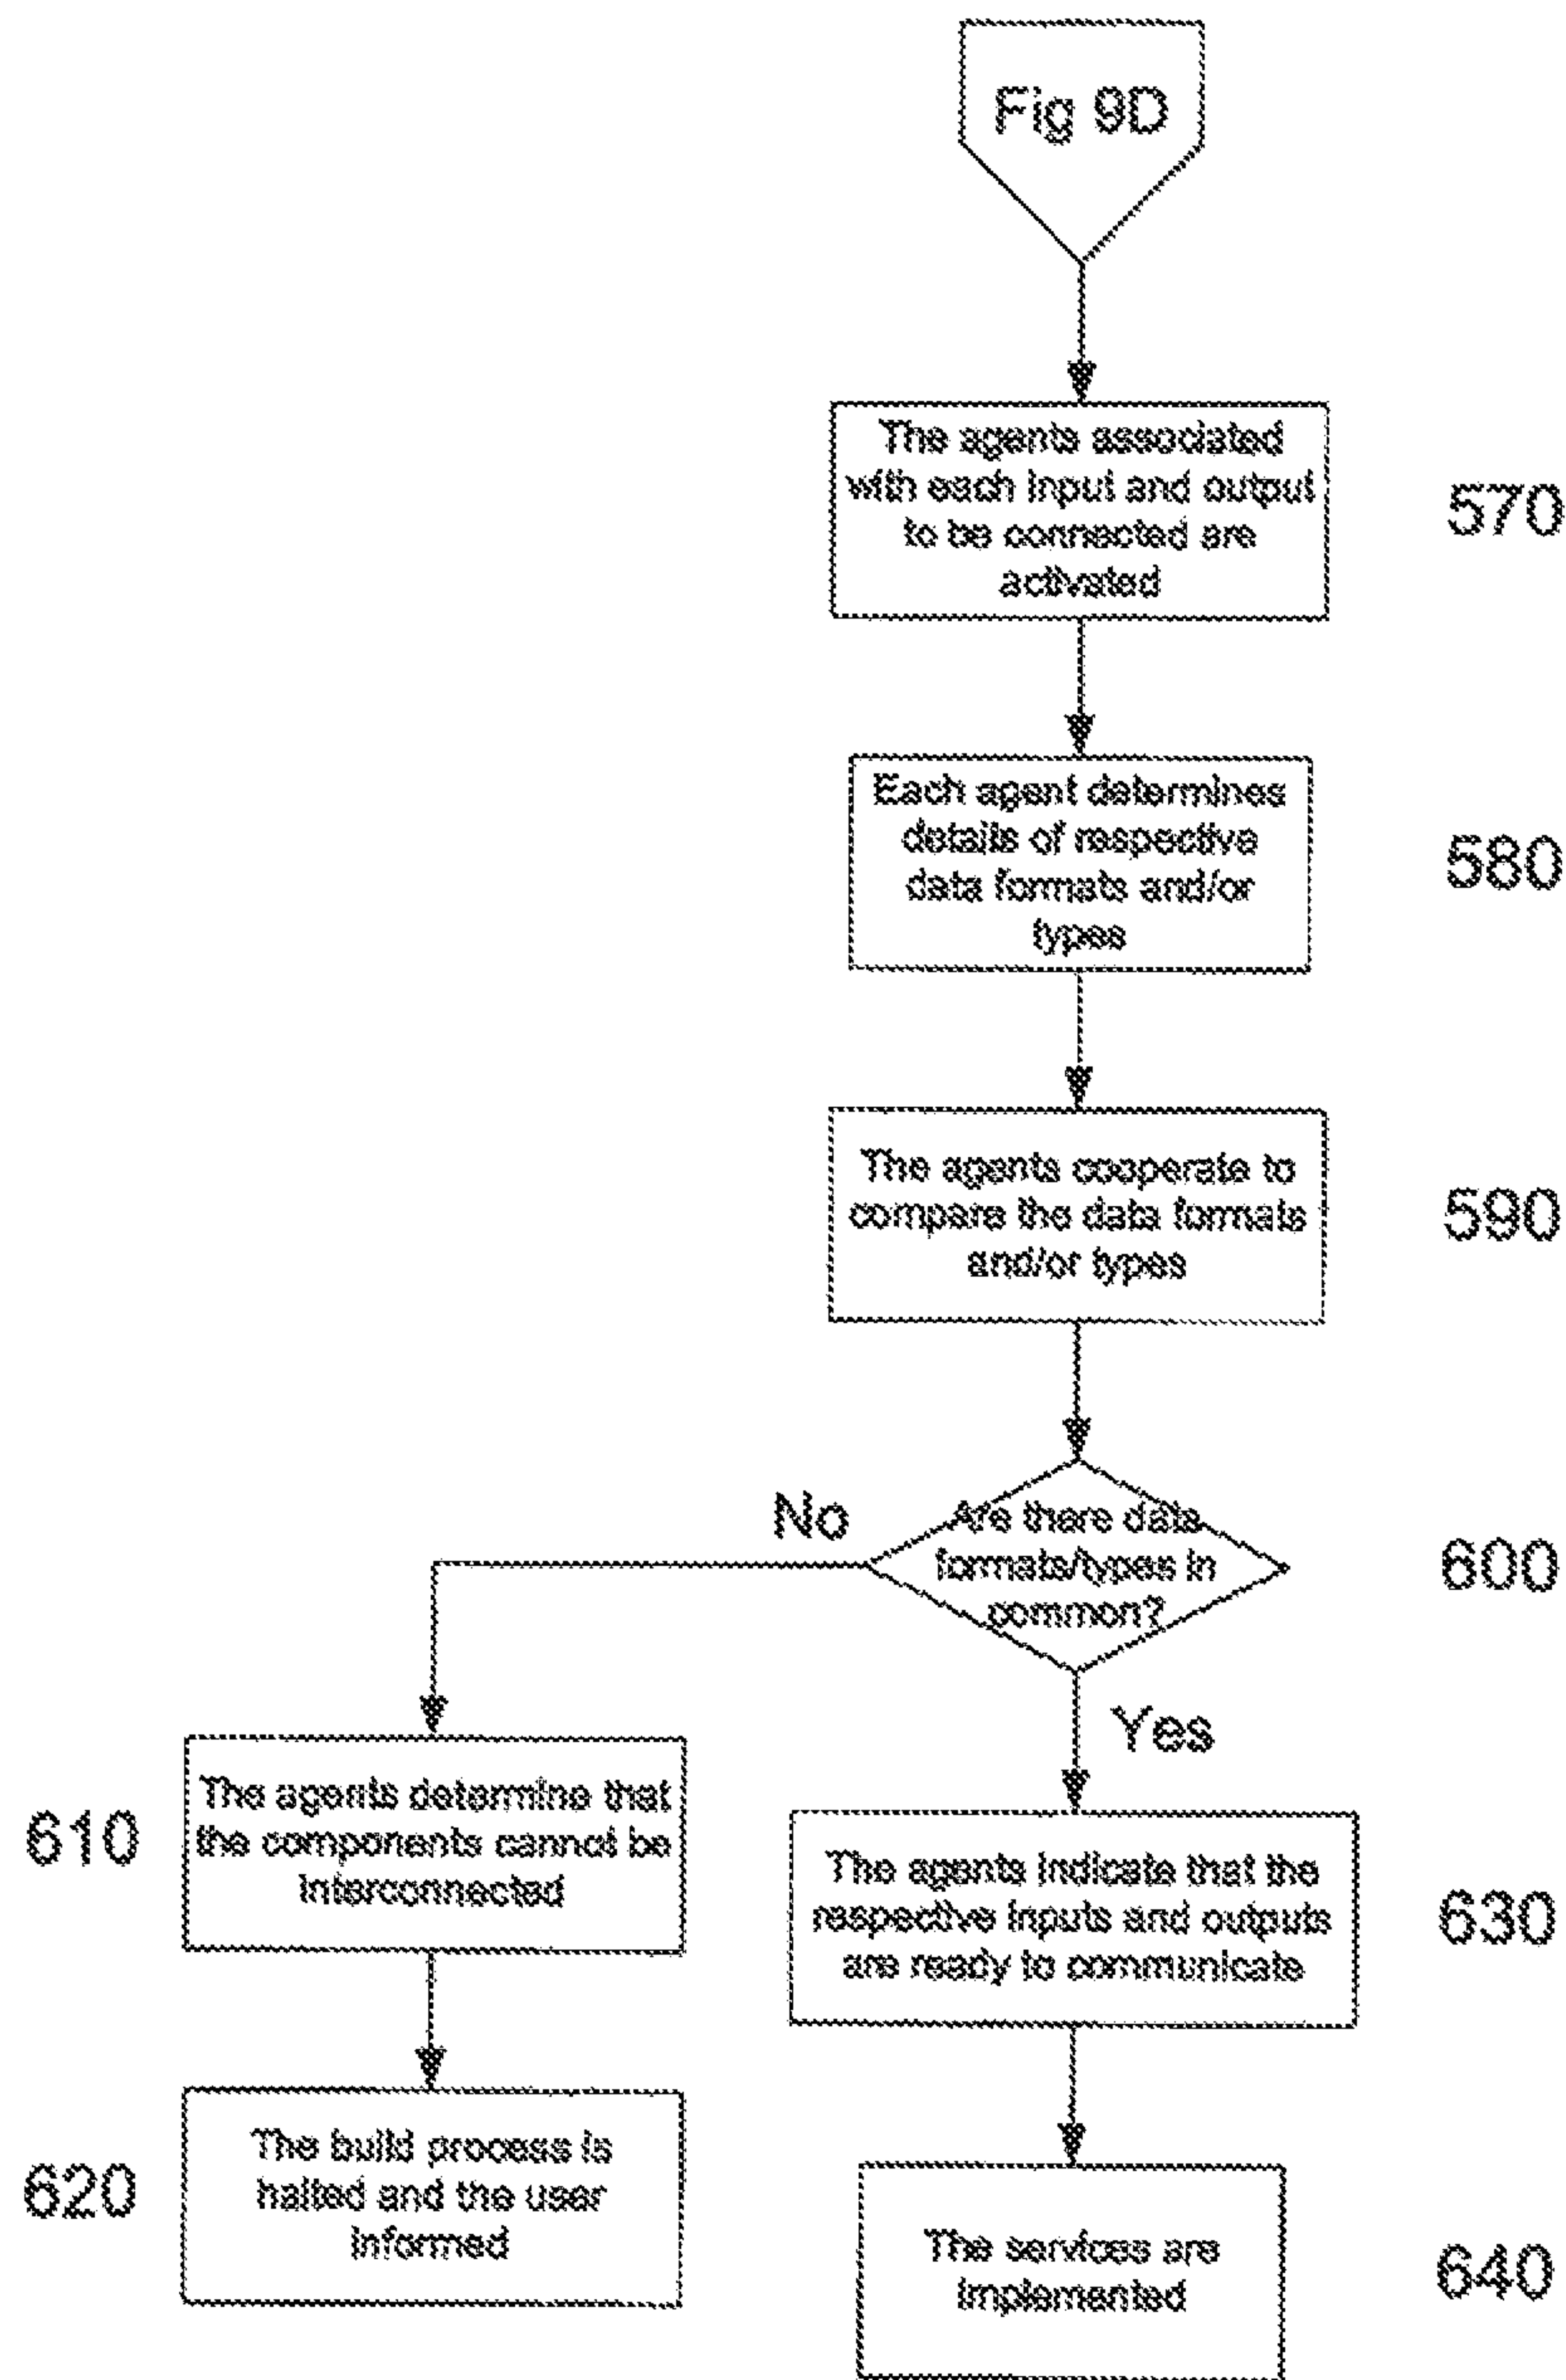 Fig 9D
The agents associated
with each input and output
to be connected are
activated
570
Each agent determines
details of respective
data formats and/or
types
580
The agents cooperate to
compare the data formats
and/or types
590
No
Are there data
formats/types in
common?
600
Yes
610
The agents determine that
the components cannot be
interconnected
The agents indicate that the
respective inputs and outputs
are ready to communicate
630
620
The build process is
halted and the user
informed
The services are
implemented
640